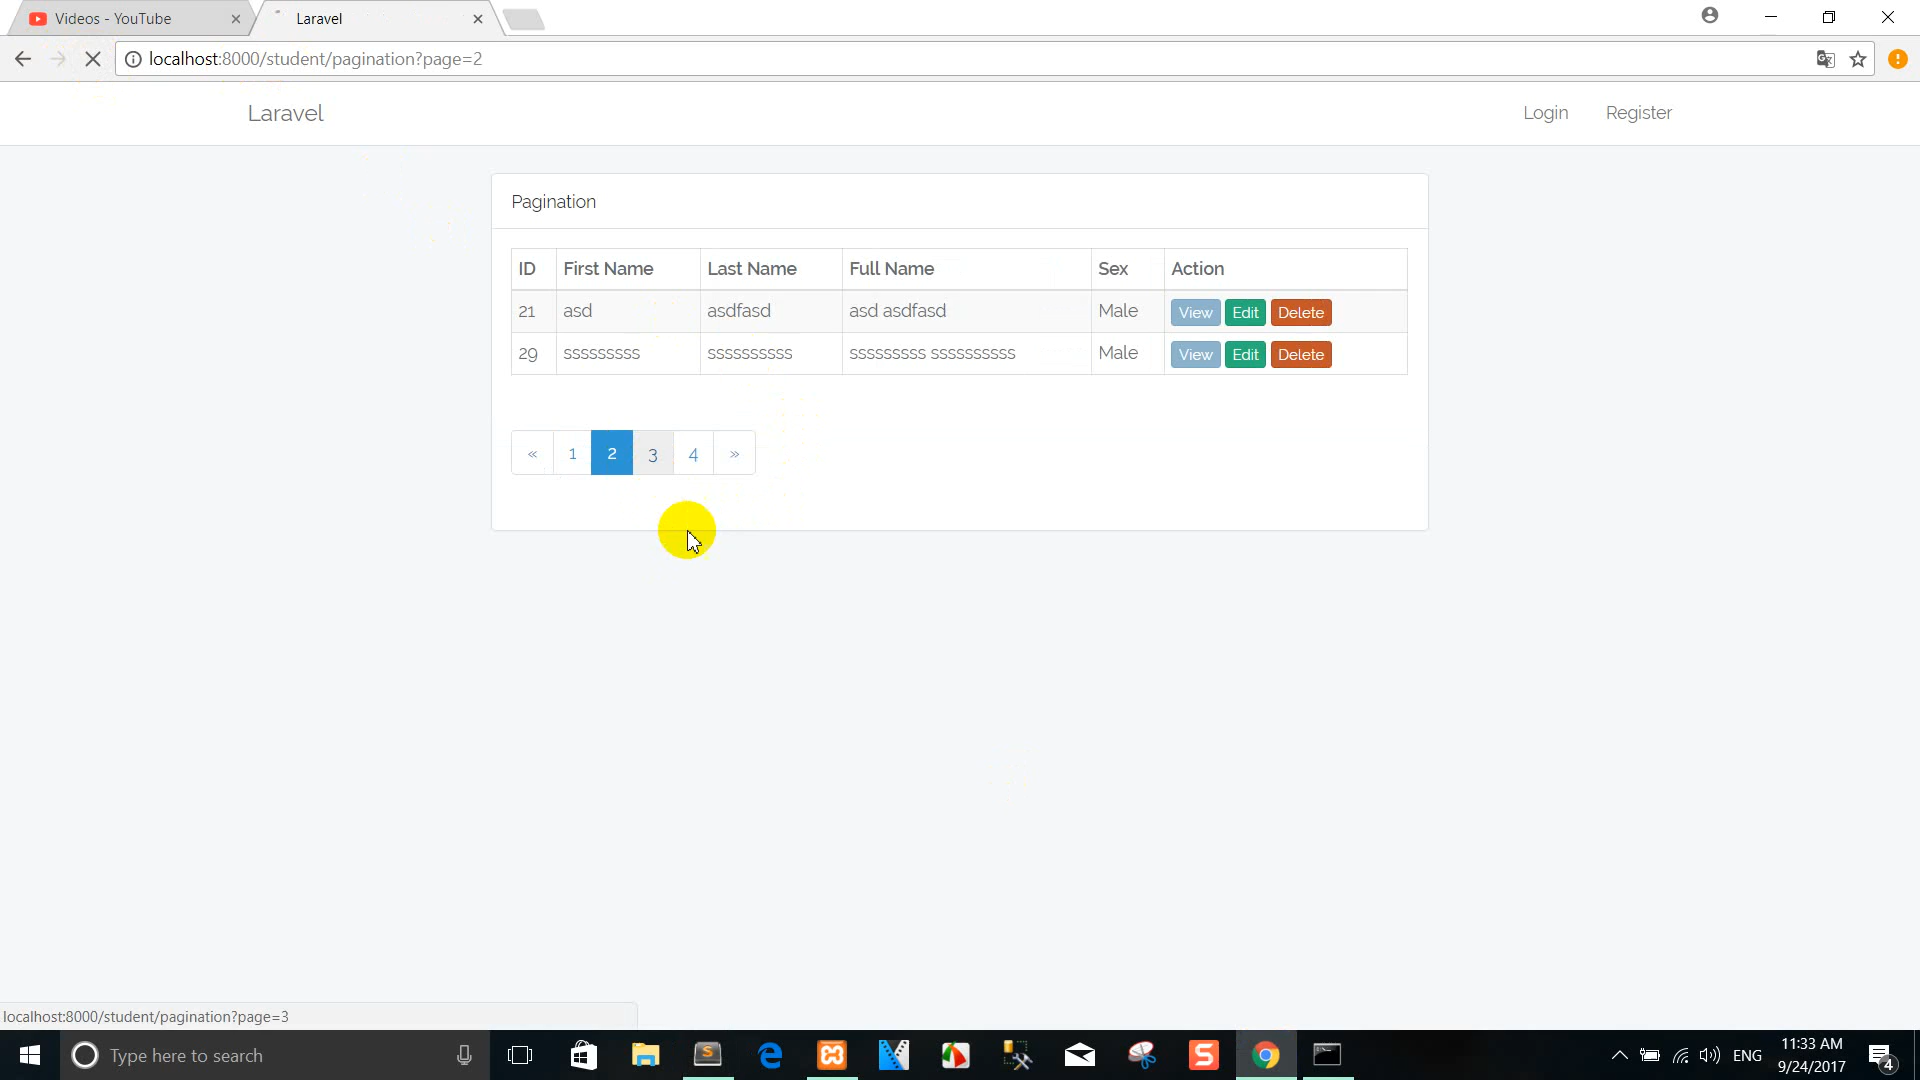 Videos - YouTube
Laravel
localhost:8000/student/pagination?page=2
Laravel
Login
Register
Pagination
ID First Name Last Name Full Name Sex Action
21 asd asdfasd asd asdfasd Male View Edit Delete
29 sssssssss ssssssssss sssssssss ssssssssss Male View Edit Delete
« 1 2 3 4 »
localhost:8000/student/pagination?page=3
Type here to search
ENG
11:33 AM
9/24/2017
4